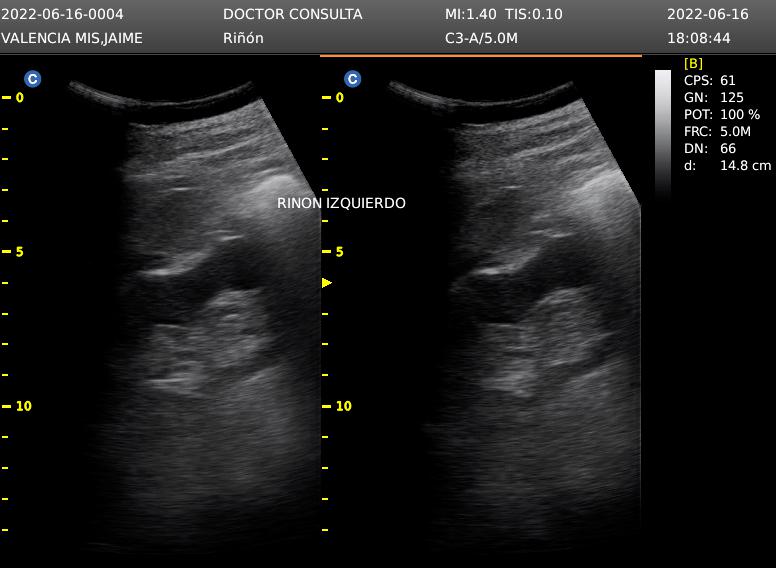 2022-06-16-0004 DOCTOR CONSULTA MI:1.40 TIS:0.10 2022-06-16
VALENCIA MIS,JAIME Riñón C3-A/5.0M 18:08:44
[B]
C C CPS: 61
0 0 GN: 125
POT: 100 %
FRC: 5.0M
DN: 66
d: 14.8 cm
RINON IZQUIERDO
5 5
10 10